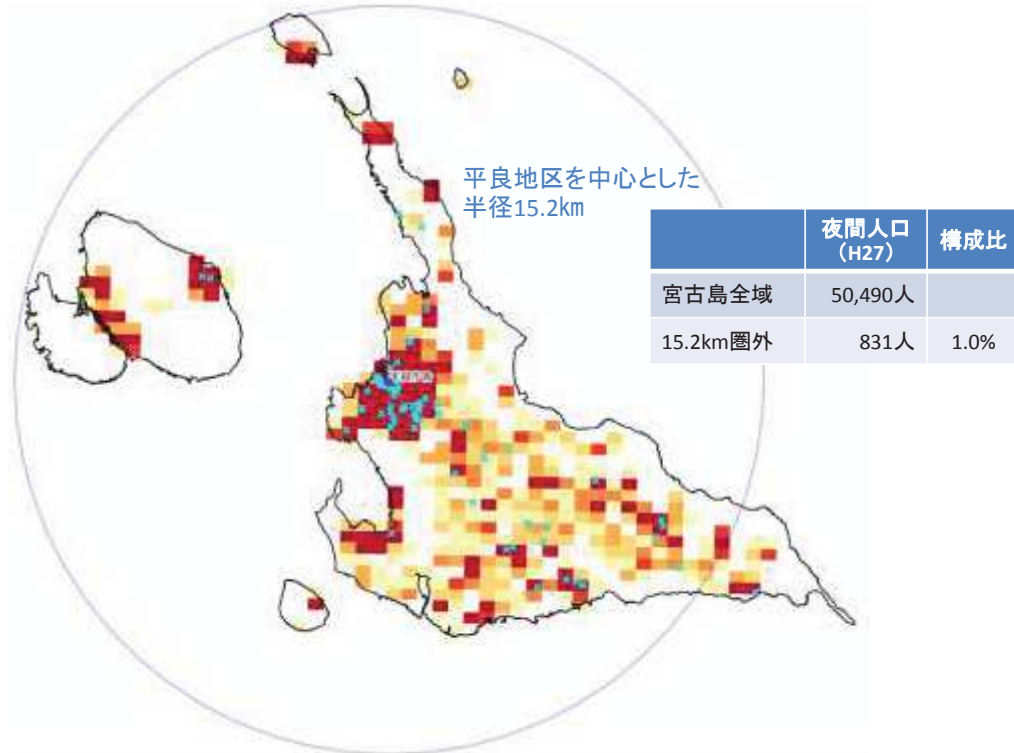 平良地区を中心とした
半径15.2㎞
夜間人口
（H27）
構成比
宮古島全域 50,490人
15.2km圏外 831人 1.0%